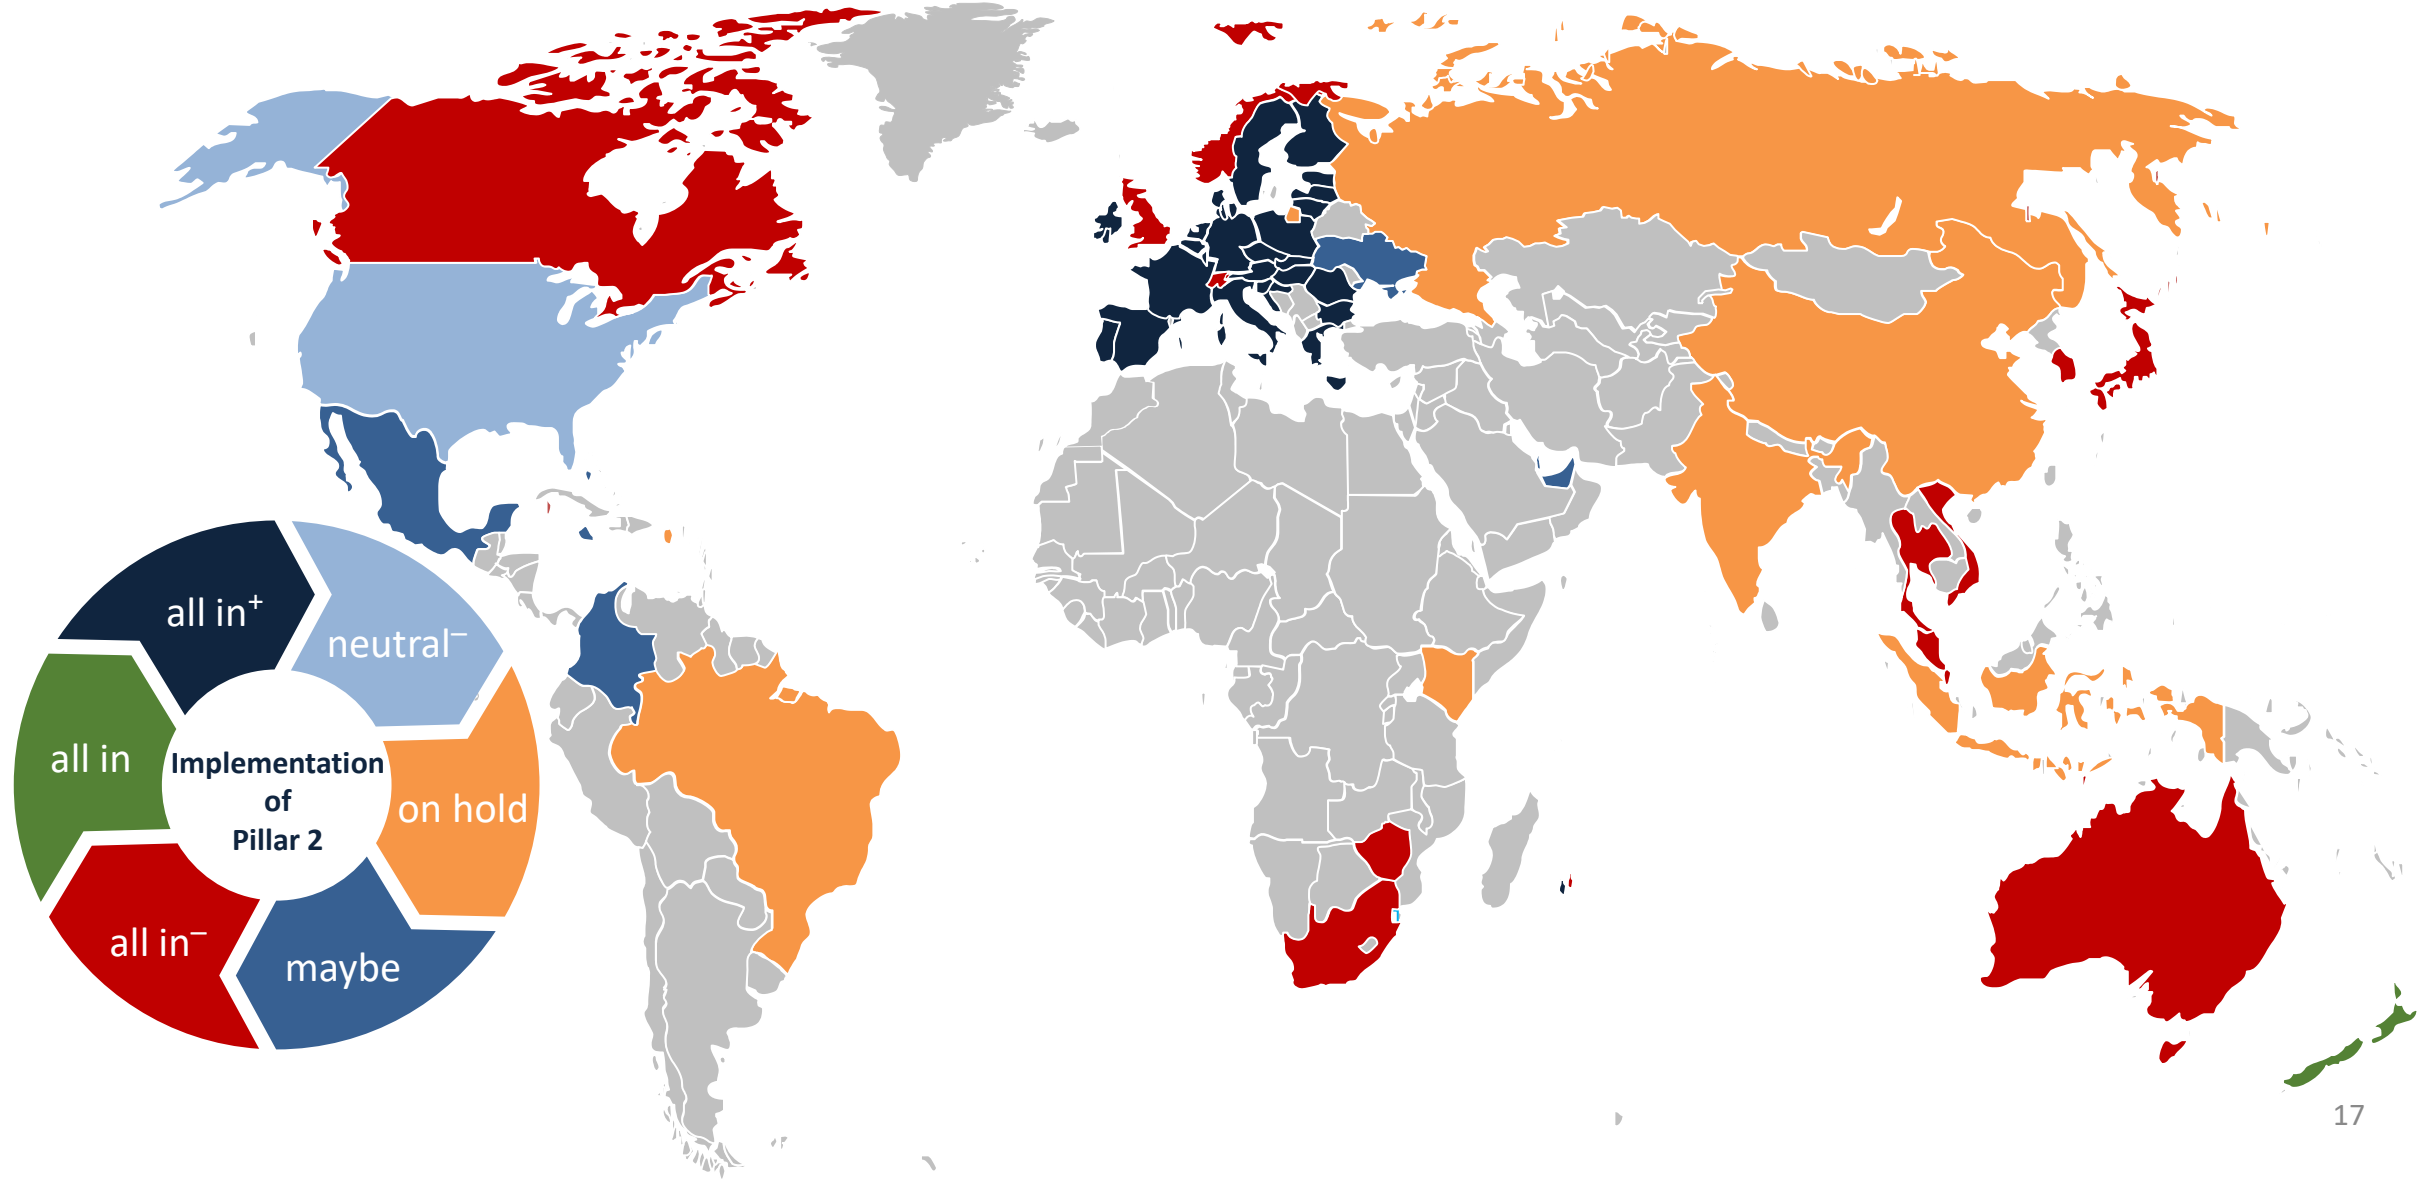 all in⁺
neutral⁻
all in
Implementation
of
Pillar 2
on hold
all in⁻
maybe
17